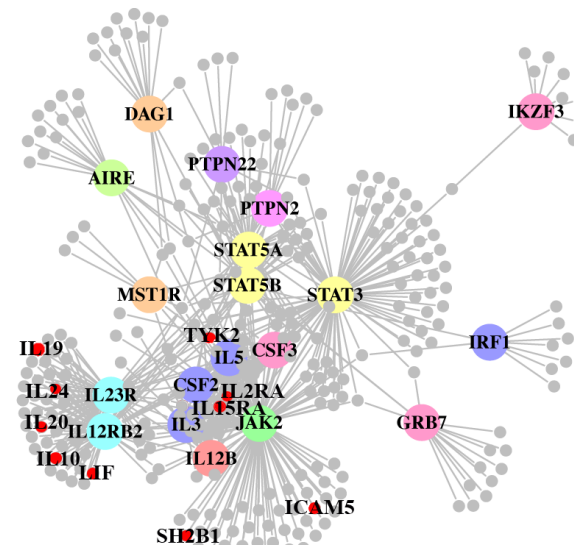 DAG1
IKZF3
PTPN22
AIRE
PTPN2
STAT5A
STAT5B
MST1R
STAT3
TYK2
IL19
IL5
CSF3
IRF1
IL24
IL23R
CSF2
IL2RA
IL15RA
IL20
IL12RB2
IL3
JAK2
GRB7
IL10
LIF
IL12B
ICAM5
SH2B1